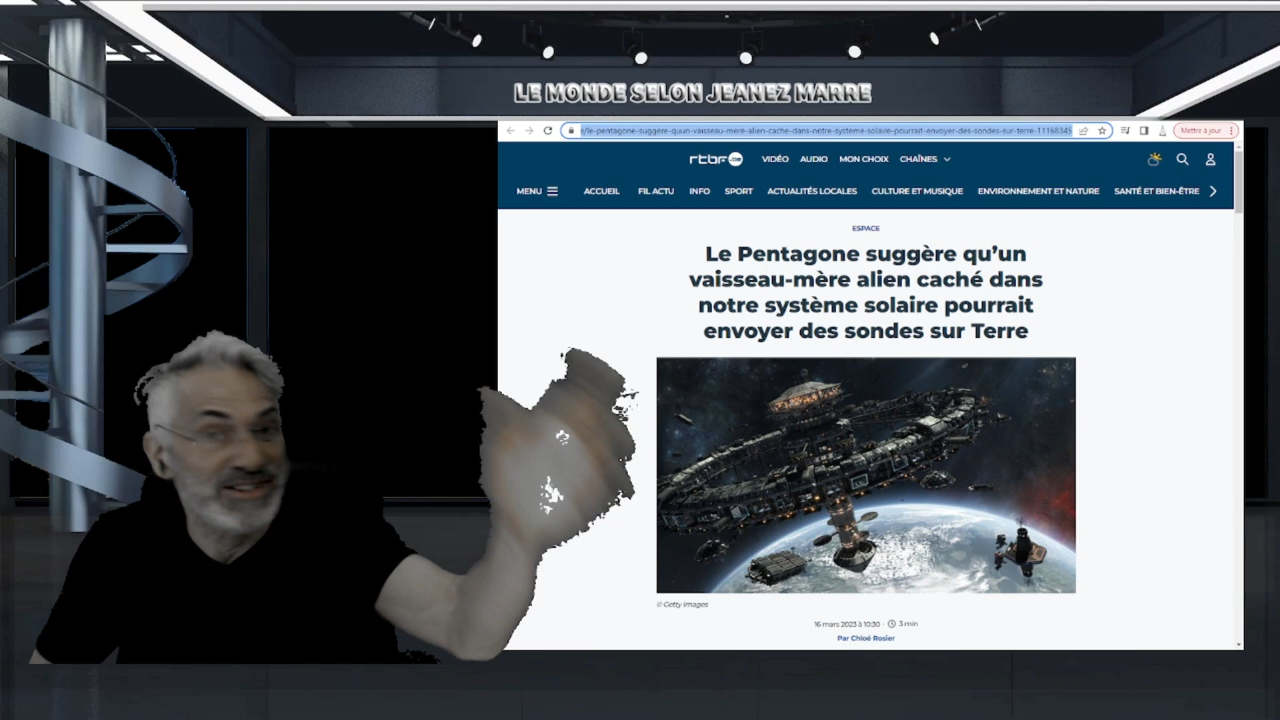 LE MONDE SELON JEANEZ MARRE
e/le-pentagone-suggere-quun-vaisseau-mere-alien-cache-dans-notre-systeme-solaire-pourrait-envoyer-des-sondes-sur-terre-11168345
Mettre à jour
rtbf.be VIDÉO AUDIO MON CHOIX CHAÎNES
MENU ACCUEIL FIL ACTU INFO SPORT ACTUALITÉS LOCALES CULTURE ET MUSIQUE ENVIRONNEMENT ET NATURE SANTÉ ET BIEN-ÊTRE
ESPACE
Le Pentagone suggère qu'un
vaisseau-mère alien caché dans
notre système solaire pourrait
envoyer des sondes sur Terre
© Getty Images
16 mars 2023 à 10:30 · 3 min
Par Chloé Rosier